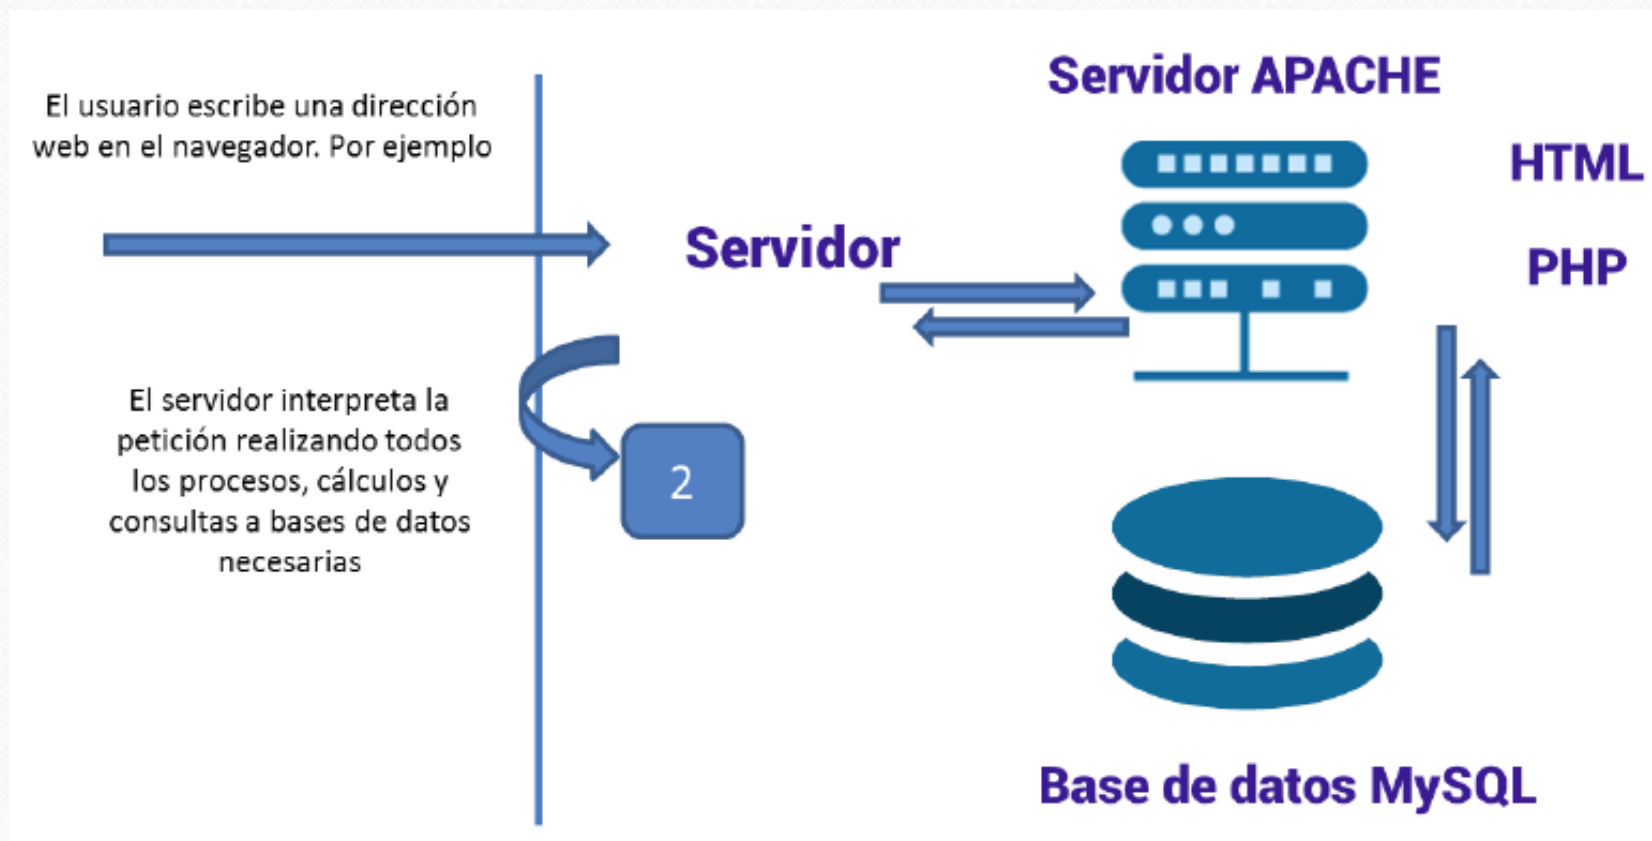 El usuario escribe una dirección
web en el navegador. Por ejemplo
Servidor
Servidor APACHE
HTML
PHP
El servidor interpreta la
petición realizando todos
los procesos, cálculos y
consultas a bases de datos
necesarias
2
Base de datos MySQL